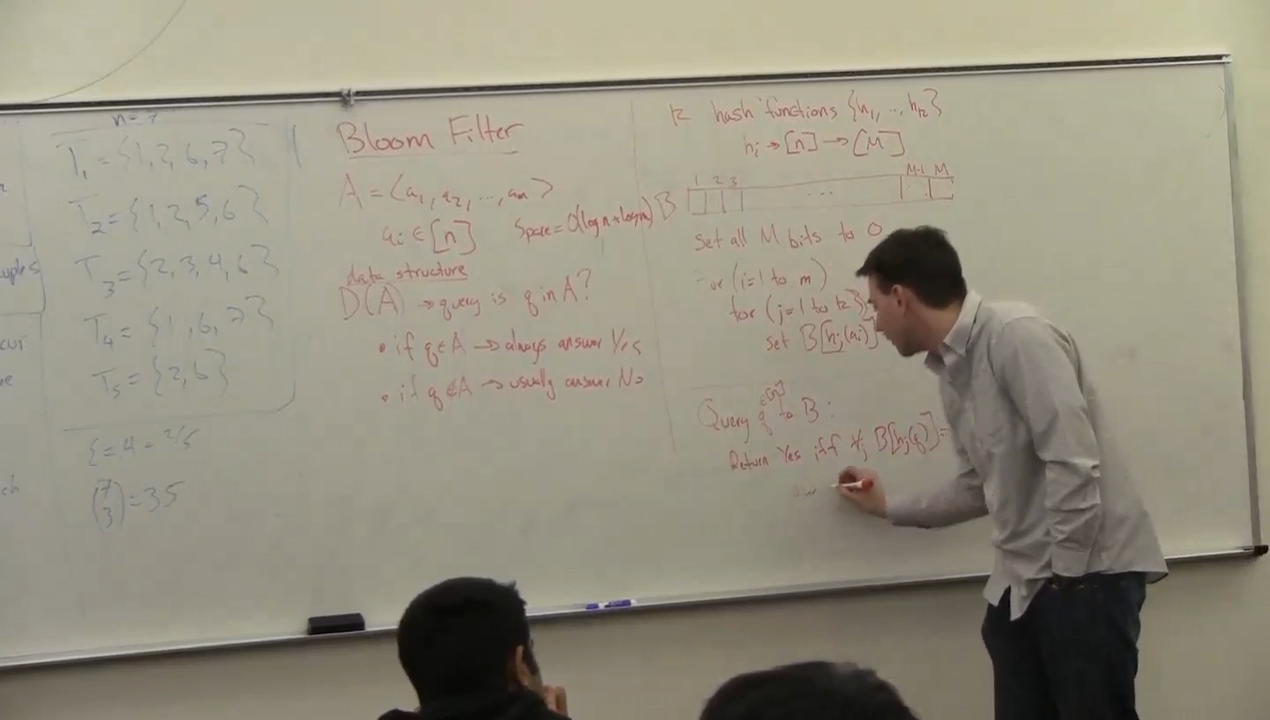 n=7
T₁={1,2,6,7}
T₂={1,2,5,6}
T₃={2,3,4,6}
T₄={1,6,7}
T₅={2,6}
(7 3)=35
uples
cur
ch
Bloom Filter
A = <a₁, a₂, ..., aₘ>
aᵢ ∈ [n] Space = O(log n + log m)
data structure
D(A) → query is q in A?
• if q∈A → always answer Yes
• if q∉A → usually answer No
k hash functions {h₁, .., hₖ}
hᵢ → [n] → [M]
1 2 3 ... M-1 M
B
Set all M bits to 0
for (i=1 to m)
for (j=1 to k)
set B[hⱼ(aᵢ)]
Query q ∈[n] to B:
Return Yes iff ∀j B[hⱼ(q)]=